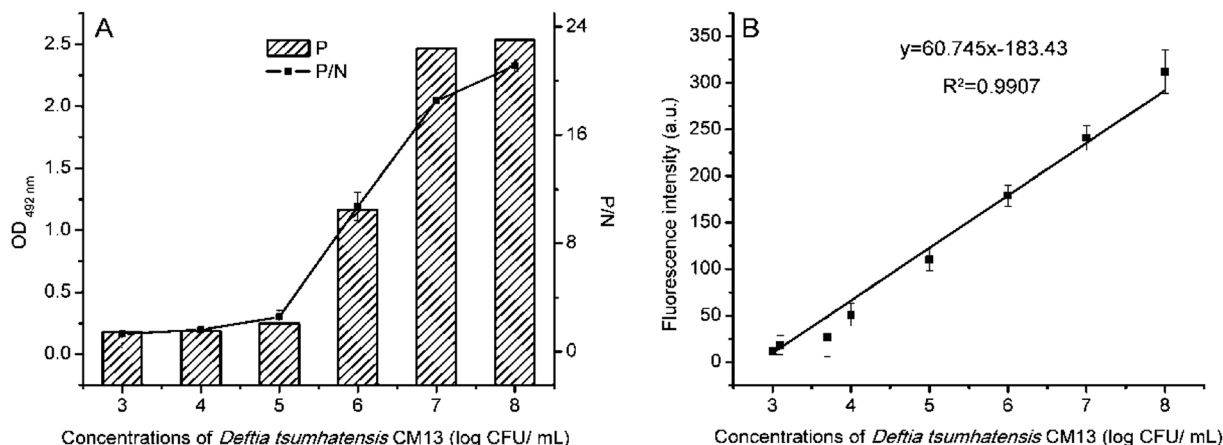 A
P
P/N
2.5
2.0
1.5
1.0
0.5
0.0
OD 492 nm
24
16
8
0
P/N
3 4 5 6 7 8
Concentrations of Deftia tsumhatensis CM13 (log CFU/ mL)
B
y=60.745x-183.43
R²=0.9907
350
300
250
200
150
100
50
0
Fluorescence intensity (a.u.)
3 4 5 6 7 8
Concentrations of Deftia tsumhatensis CM13 (log CFU/ mL)